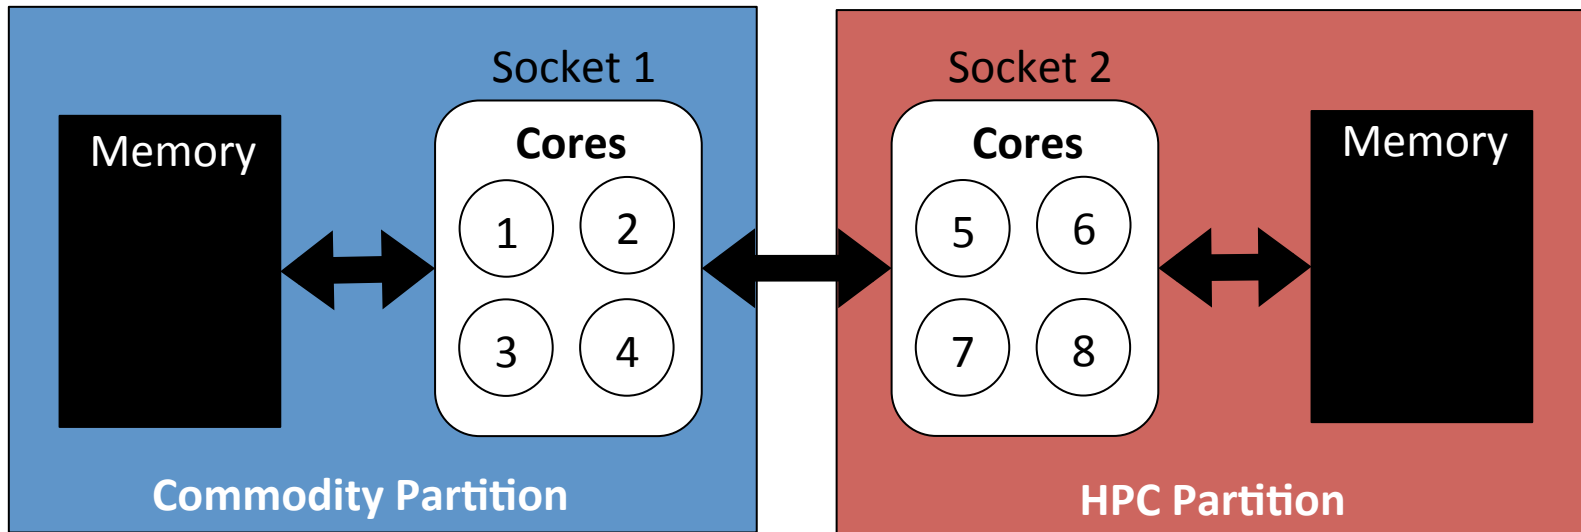 Socket 1
Memory
Cores
1 2
3 4
Commodity Partition
Socket 2
Cores
5 6
7 8
Memory
HPC Partition